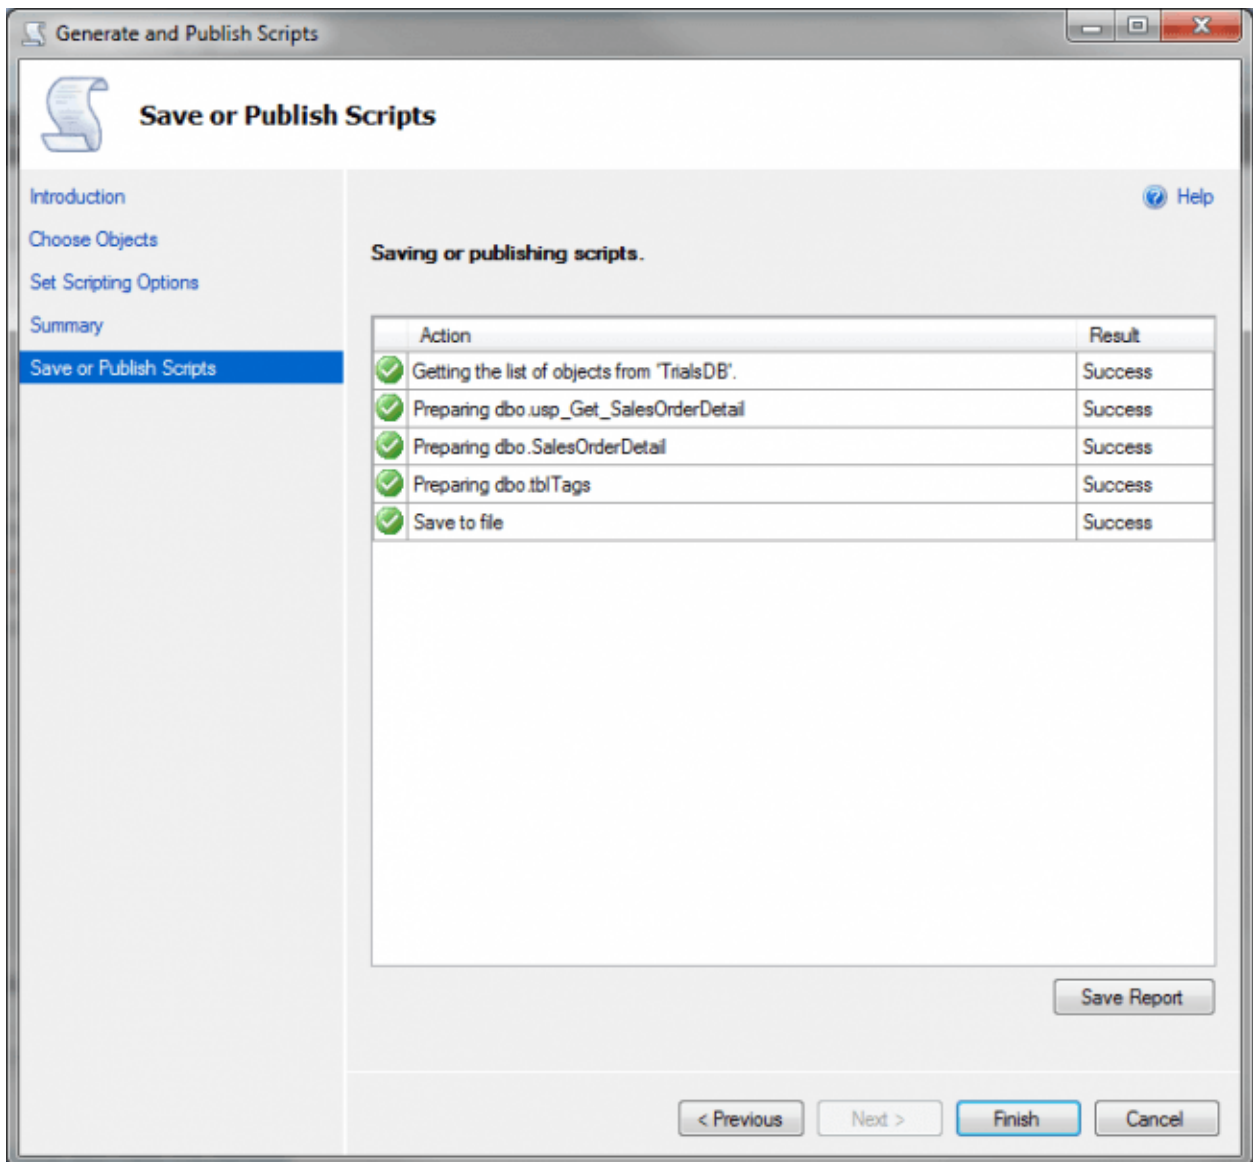 Generate and Publish Scripts
Save or Publish Scripts
Introduction
Choose Objects
Set Scripting Options
Summary
Save or Publish Scripts
Help
Saving or publishing scripts.
Action Result
Getting the list of objects from 'TrialsDB'. Success
Preparing dbo.usp_Get_SalesOrderDetail Success
Preparing dbo.SalesOrderDetail Success
Preparing dbo.tblTags Success
Save to file Success
Save Report
< Previous Next > Finish Cancel